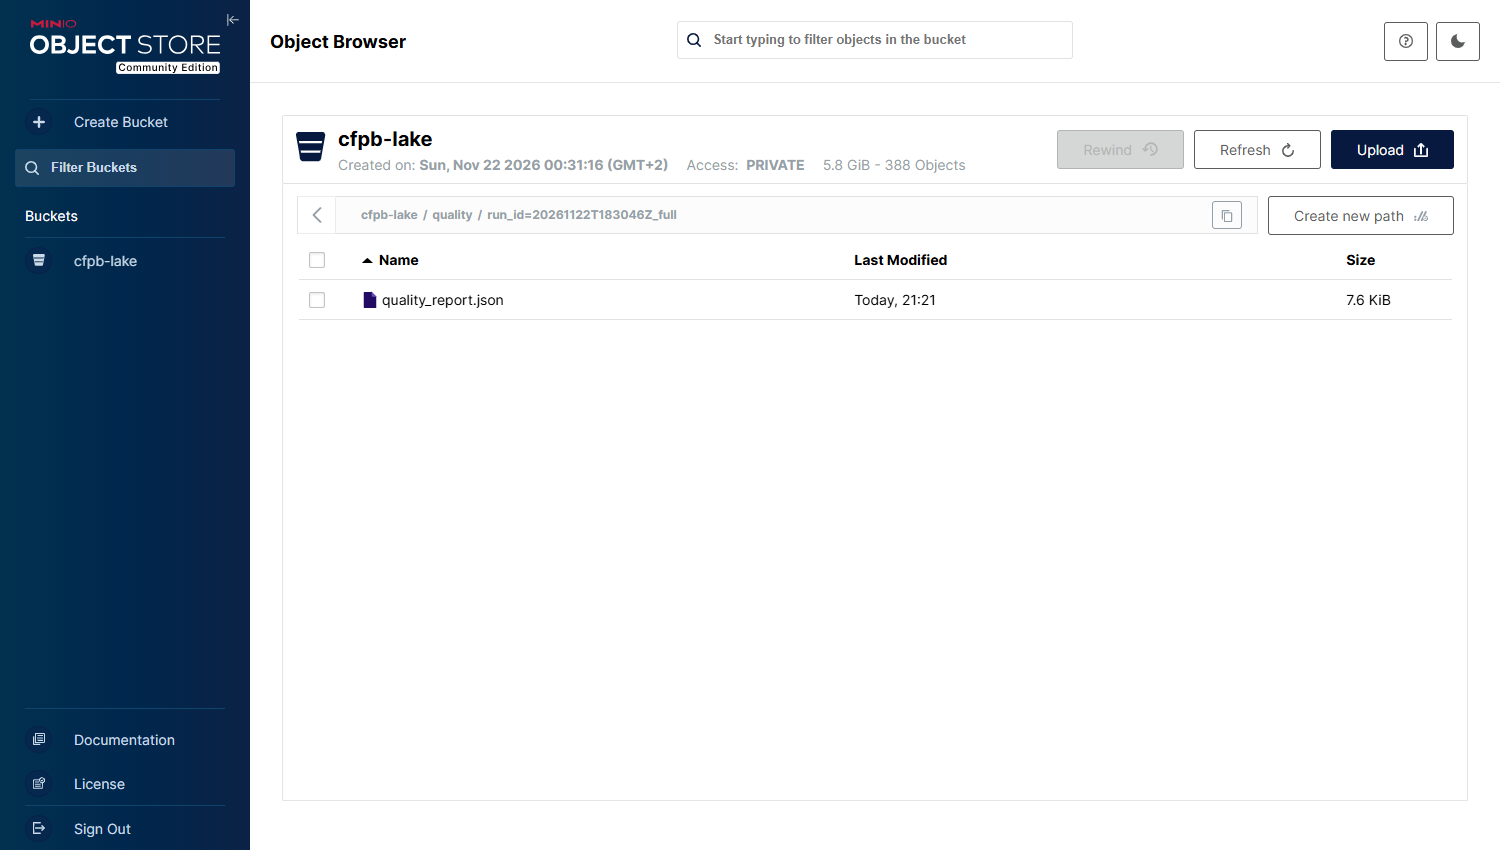 MINIO
OBJECT STORE
Community Edition
Create Bucket
Filter Buckets
Buckets
cfpb-lake
Documentation
License
Sign Out
Object Browser
Start typing to filter objects in the bucket
cfpb-lake
Created on: Sun, Nov 22 2026 00:31:16 (GMT+2) Access: PRIVATE 5.8 GiB - 388 Objects
Rewind
Refresh
Upload
cfpb-lake / quality / run_id=20261122T183046Z_full
Create new path
Name Last Modified Size
quality_report.json Today, 21:21 7.6 KiB